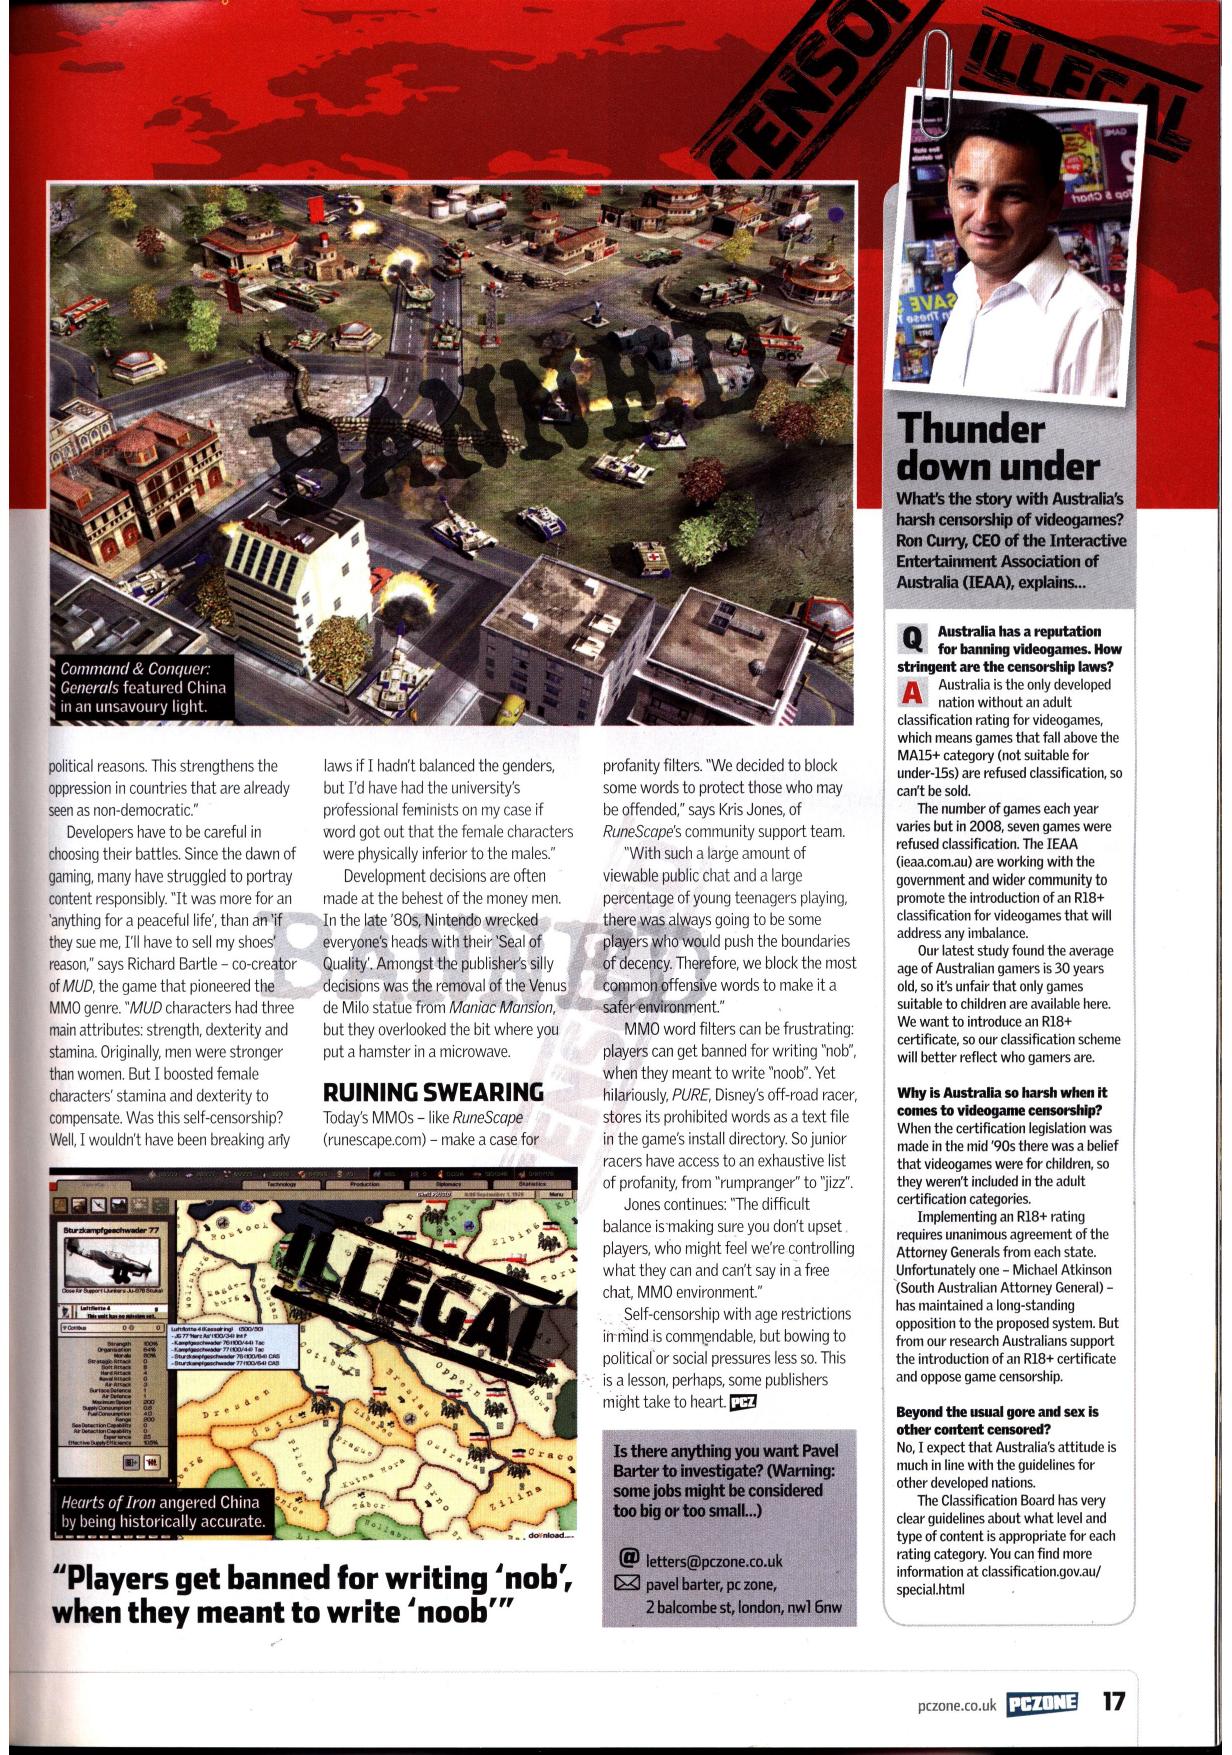 CENSO
ILLEGAL
BANNED
Command & Conquer:
Generals featured China
in an unsavoury light.
political reasons. This strengthens the
oppression in countries that are already
seen as non-democratic.”
Developers have to be careful in
choosing their battles. Since the dawn of
gaming, many have struggled to portray
content responsibly. “It was more for an
‘anything for a peaceful life’, than an ‘if
they sue me, I’ll have to sell my shoes’
reason,” says Richard Bartle – co-creator
of MUD, the game that pioneered the
MMO genre. “MUD characters had three
main attributes: strength, dexterity and
stamina. Originally, men were stronger
than women. But I boosted female
characters’ stamina and dexterity to
compensate. Was this self-censorship?
Well, I wouldn’t have been breaking any
laws if I hadn’t balanced the genders,
but I’d have had the university’s
professional feminists on my case if
word got out that the female characters
were physically inferior to the males.”
Development decisions are often
made at the behest of the money men.
In the late ’80s, Nintendo wrecked
everyone’s heads with their ‘Seal of
Quality’. Amongst the publisher’s silly
decisions was the removal of the Venus
de Milo statue from Maniac Mansion,
but they overlooked the bit where you
put a hamster in a microwave.
RUINING SWEARING
Today’s MMOs – like RuneScape
(runescape.com) – make a case for
profanity filters. “We decided to block
some words to protect those who may
be offended,” says Kris Jones, of
RuneScape’s community support team.
“With such a large amount of
viewable public chat and a large
percentage of young teenagers playing,
there was always going to be some
players who would push the boundaries
of decency. Therefore, we block the most
common offensive words to make it a
safer environment.”
MMO word filters can be frustrating:
players can get banned for writing “nob”,
when they meant to write “noob”. Yet
hilariously, PURE, Disney’s off-road racer,
stores its prohibited words as a text file
in the game’s install directory. So junior
racers have access to an exhaustive list
of profanity, from “rumpranger” to “jizz”.
Jones continues: “The difficult
balance is making sure you don’t upset
players, who might feel we’re controlling
what they can and can’t say in a free
chat, MMO environment.”
Self-censorship with age restrictions
in mind is commendable, but bowing to
political or social pressures less so. This
is a lesson, perhaps, some publishers
might take to heart. PCZ
BANNED
Technology
Production
Diplomacy
Statistics
Menu
Sturzkampfgeschwader 77
Luftflotte 4
ILLEGAL
Dresden
Oppeln
Prague
Brno
Zilina
Hearts of Iron angered China
by being historically accurate.
“Players get banned for writing ‘nob’,
when they meant to write ‘noob’”
Is there anything you want Pavel
Barter to investigate? (Warning:
some jobs might be considered
too big or too small...)
@ letters@pczone.co.uk
pavel barter, pc zone,
2 balcombe st, london, nw1 6nw
Thunder
down under
What’s the story with Australia’s
harsh censorship of videogames?
Ron Curry, CEO of the Interactive
Entertainment Association of
Australia (IEAA), explains...
Q Australia has a reputation
for banning videogames. How
stringent are the censorship laws?
A Australia is the only developed
nation without an adult
classification rating for videogames,
which means games that fall above the
MA15+ category (not suitable for
under-15s) are refused classification, so
can’t be sold.
The number of games each year
varies but in 2008, seven games were
refused classification. The IEAA
(ieaa.com.au) are working with the
government and wider community to
promote the introduction of an R18+
classification for videogames that will
address any imbalance.
Our latest study found the average
age of Australian gamers is 30 years
old, so it’s unfair that only games
suitable to children are available here.
We want to introduce an R18+
certificate, so our classification scheme
will better reflect who gamers are.
Why is Australia so harsh when it
comes to videogame censorship?
When the certification legislation was
made in the mid ’90s there was a belief
that videogames were for children, so
they weren’t included in the adult
certification categories.
Implementing an R18+ rating
requires unanimous agreement of the
Attorney Generals from each state.
Unfortunately one – Michael Atkinson
(South Australian Attorney General) –
has maintained a long-standing
opposition to the proposed system. But
from our research Australians support
the introduction of an R18+ certificate
and oppose game censorship.
Beyond the usual gore and sex is
other content censored?
No, I expect that Australia’s attitude is
much in line with the guidelines for
other developed nations.
The Classification Board has very
clear guidelines about what level and
type of content is appropriate for each
rating category. You can find more
information at classification.gov.au/
special.html
pczone.co.uk PCZONE 17